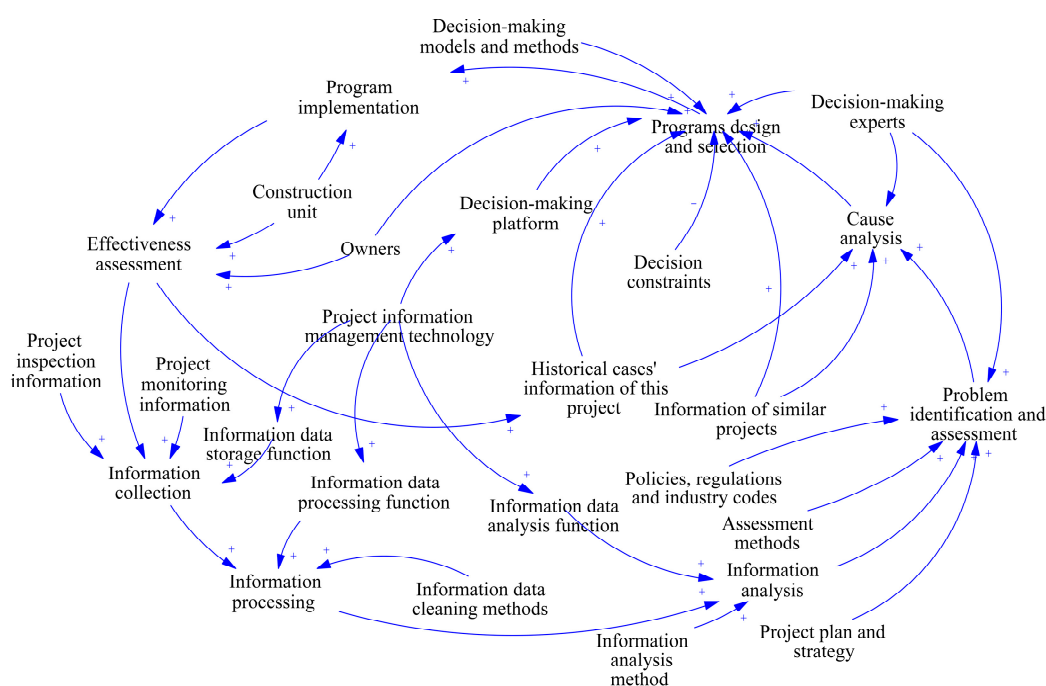 Decision-making
models and methods
Program
implementation
Decision-making
experts
Programs design
and selection
Construction
unit
Decision-making
platform
Cause
analysis
Effectiveness
assessment
Owners
Decision
constraints
Project information
management technology
Project
inspection
information
Project
monitoring
information
Historical cascs'
information of this
project
Information of similar
projects
Problem
identification and
assessment
Information data
storage function
Information
collection
Information data
processing function
Information data
analysis function
Policies, regulations
and industry codes
Assessment
methods
Information
processing
Information data
cleaning methods
Information
analysis
Information
analysis
method
Project plan and
strategy